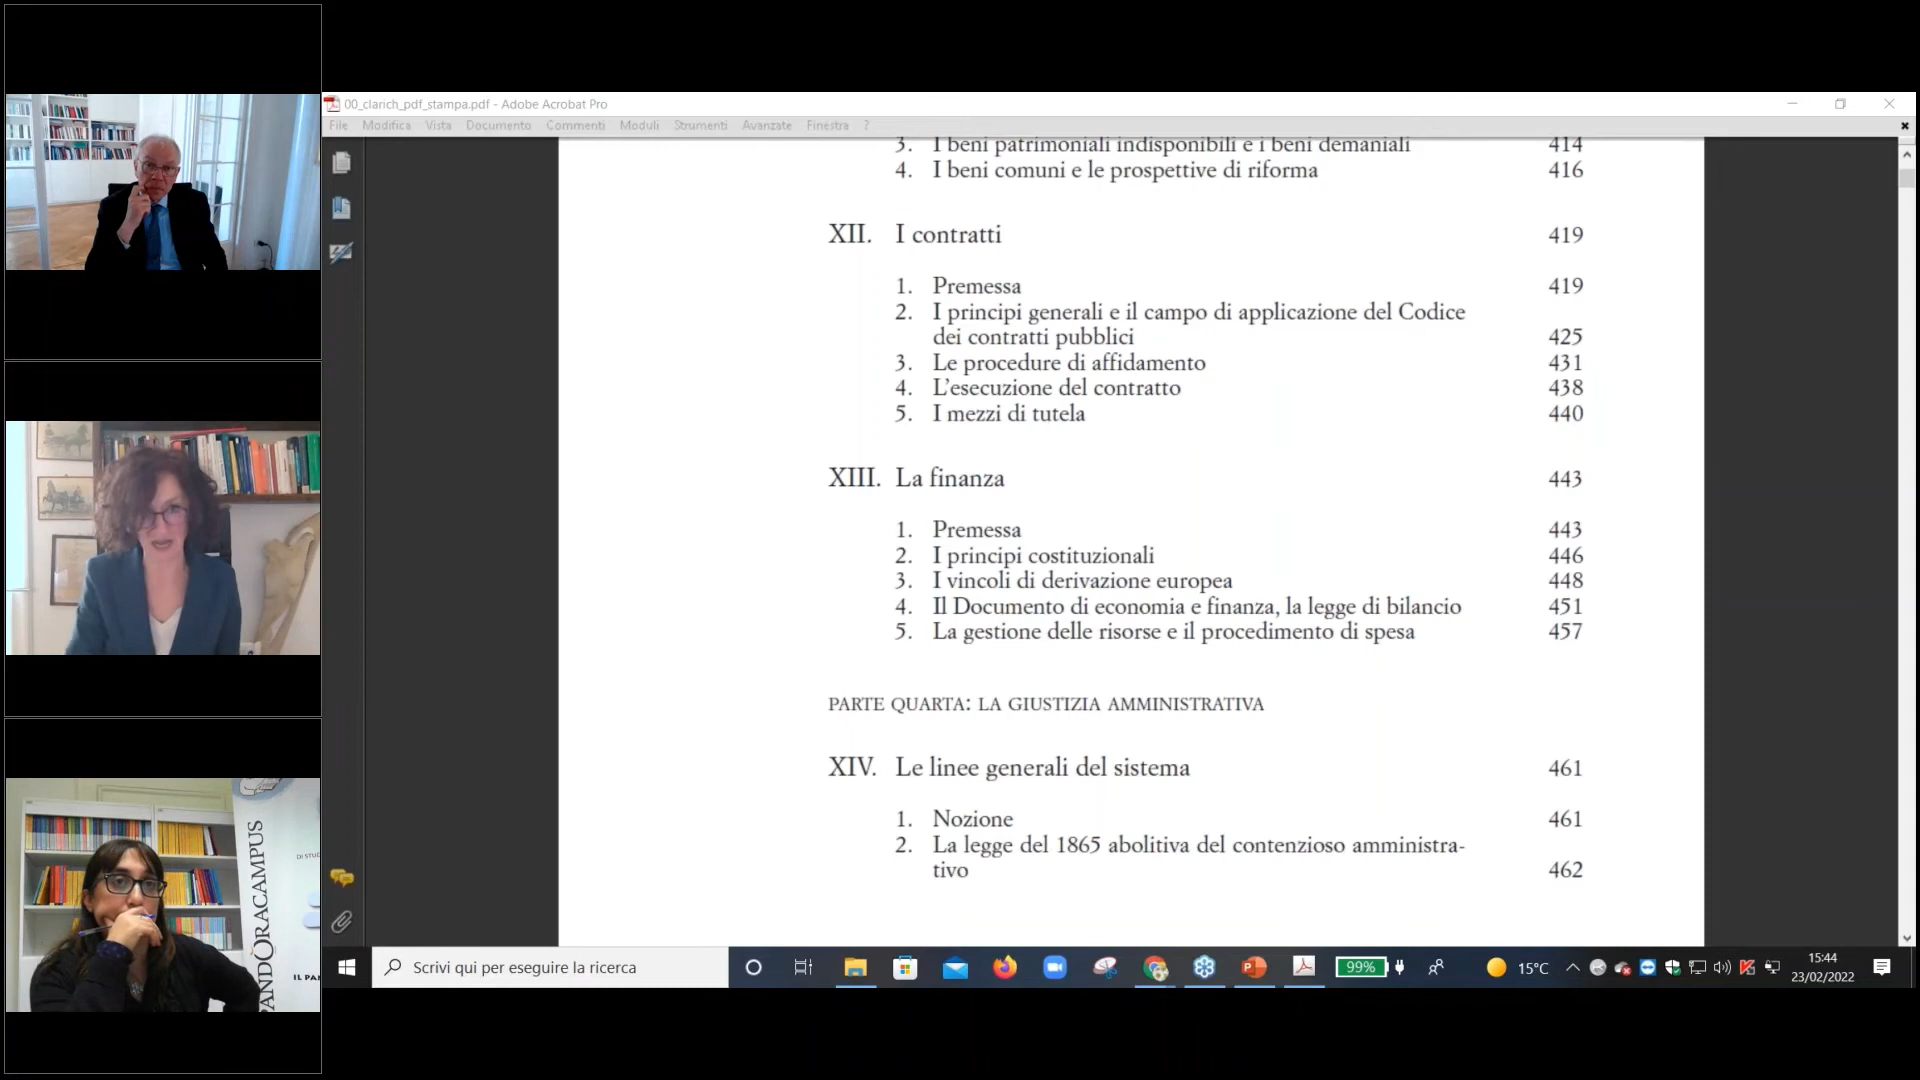 00_clarich_pdf_stampa.pdf - Adobe Acrobat Pro
File Modifica Vista Documento Commenti Moduli Strumenti Avanzate Finestra ?
3. I beni patrimoniali indisponibili e i beni demaniali 414
4. I beni comuni e le prospettive di riforma 416
XII. I contratti 419
1. Premessa 419
2. I principi generali e il campo di applicazione del Codice
dei contratti pubblici 425
3. Le procedure di affidamento 431
4. L'esecuzione del contratto 438
5. I mezzi di tutela 440
XIII. La finanza 443
1. Premessa 443
2. I principi costituzionali 446
3. I vincoli di derivazione europea 448
4. Il Documento di economia e finanza, la legge di bilancio 451
5. La gestione delle risorse e il procedimento di spesa 457
PARTE QUARTA: LA GIUSTIZIA AMMINISTRATIVA
XIV. Le linee generali del sistema 461
1. Nozione 461
2. La legge del 1865 abolitiva del contenzioso amministra-
tivo 462
PANDORACAMPUS
DI STUD
IL PAN
Scrivi qui per eseguire la ricerca
99%
15°C
15:44
23/02/2022